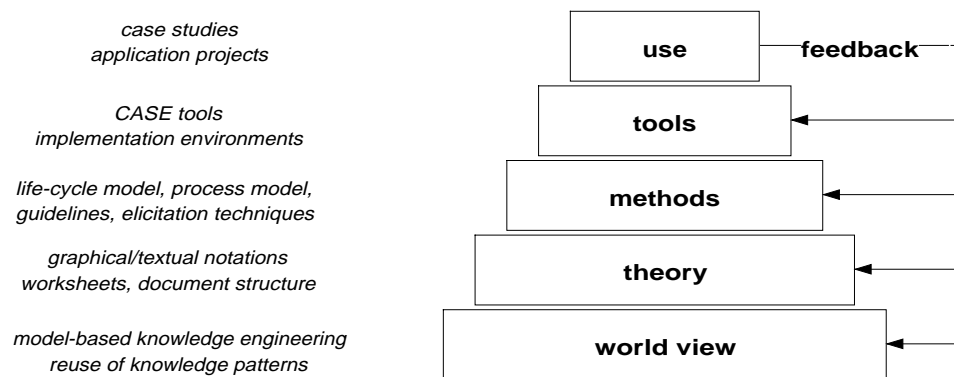 case studies
application projects
use
feedback
CASE tools
implementation environments
tools
life-cycle model, process model,
guidelines, elicitation techniques
methods
graphical/textual notations
worksheets, document structure
theory
model-based knowledge engineering
reuse of knowledge patterns
world view